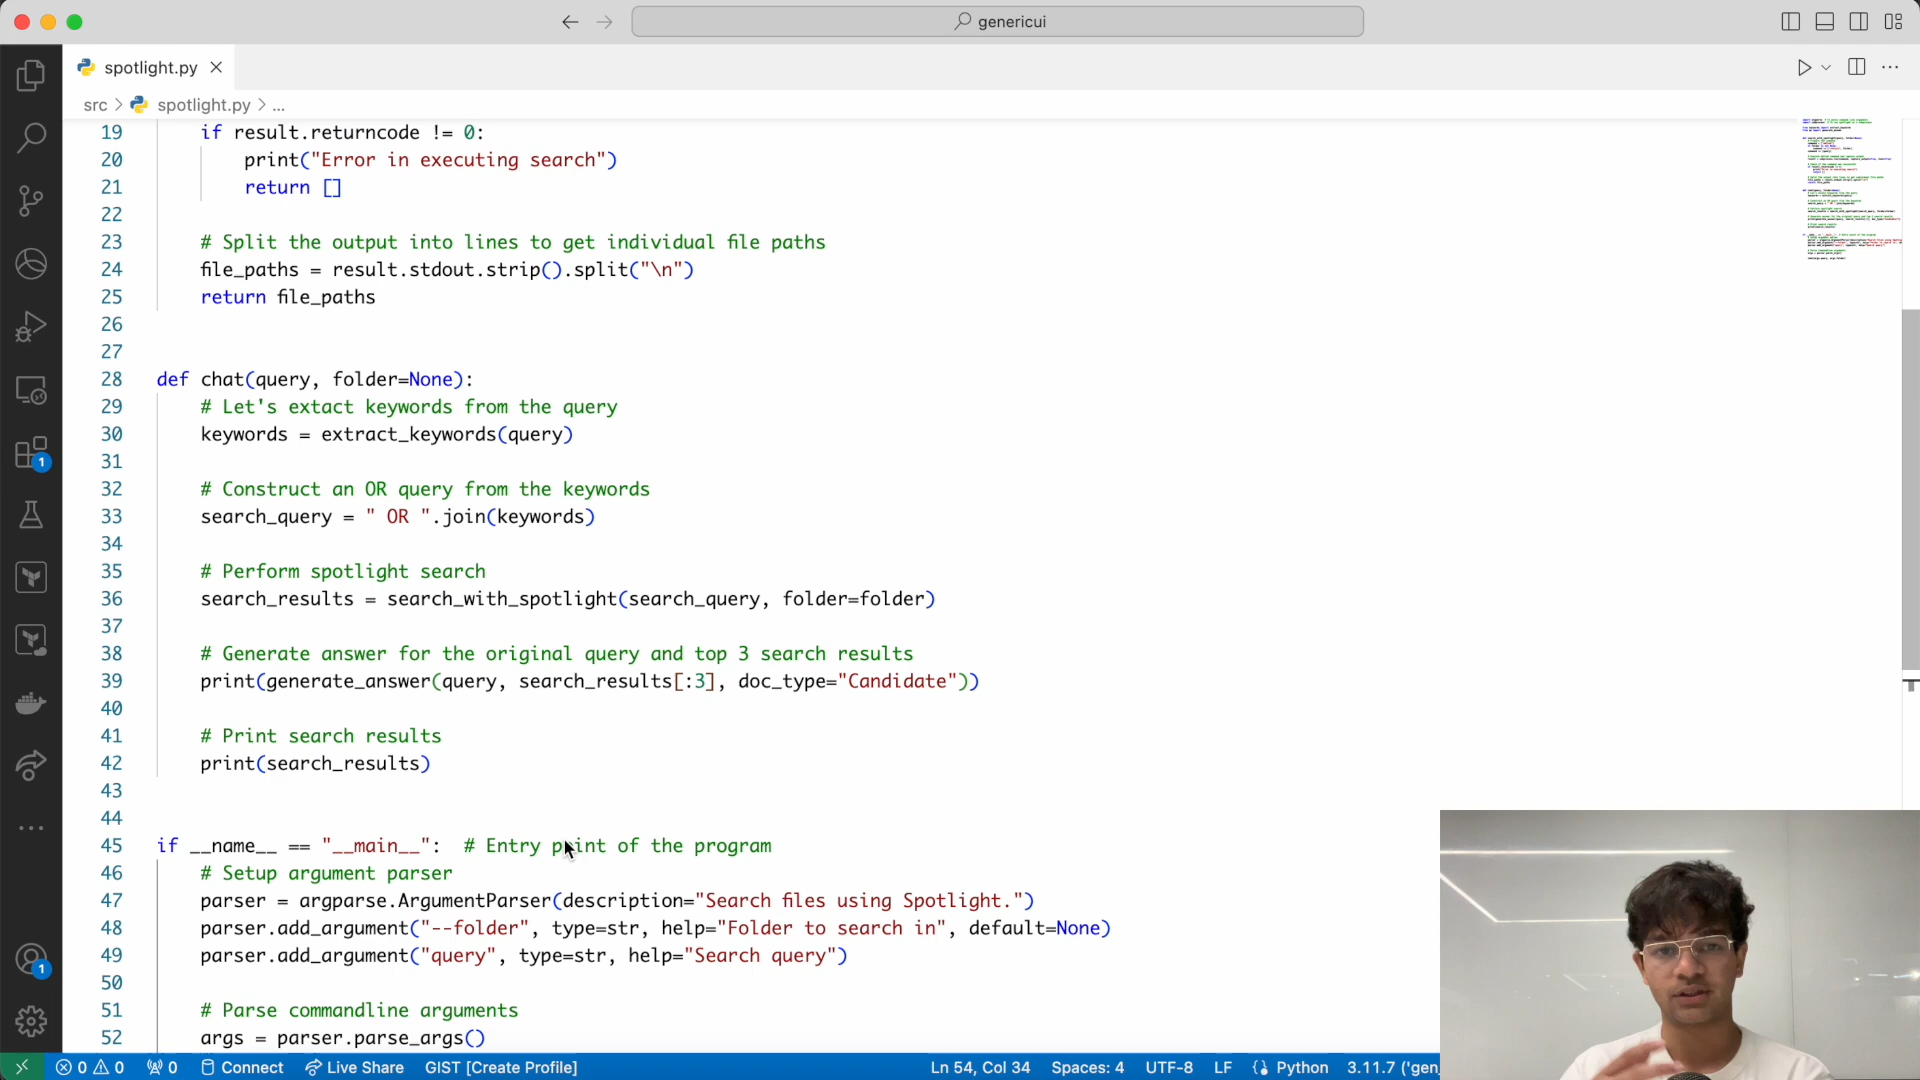 genericui
spotlight.py
src > spotlight.py > ...
19 if result.returncode != 0:
20 print("Error in executing search")
21 return []
22
23 # Split the output into lines to get individual file paths
24 file_paths = result.stdout.strip().split("\n")
25 return file_paths
26
27
28 def chat(query, folder=None):
29 # Let's extact keywords from the query
30 keywords = extract_keywords(query)
31
32 # Construct an OR query from the keywords
33 search_query = " OR ".join(keywords)
34
35 # Perform spotlight search
36 search_results = search_with_spotlight(search_query, folder=folder)
37
38 # Generate answer for the original query and top 3 search results
39 print(generate_answer(query, search_results[:3], doc_type="Candidate"))
40
41 # Print search results
42 print(search_results)
43
44
45 if __name__ == "__main__": # Entry point of the program
46 # Setup argument parser
47 parser = argparse.ArgumentParser(description="Search files using Spotlight.")
48 parser.add_argument("--folder", type=str, help="Folder to search in", default=None)
49 parser.add_argument("query", type=str, help="Search query")
50
51 # Parse commandline arguments
52 args = parser.parse_args()
1
1
0 0 0 Connect Live Share GIST [Create Profile] Ln 54, Col 34 Spaces: 4 UTF-8 LF Python 3.11.7 ('gen